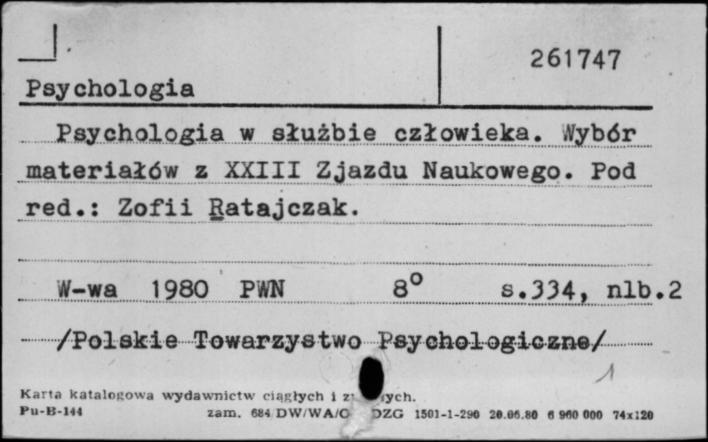 261747
Psychologia
Psychologia w służbie człowieka. Wybór
materiałów z XXIII Zjazdu Naukowego. Pod
red.: Zofii Ratajczak.
W-wa 1980 PWN 8° s.334, nlb.2
/Polskie Towarzystwo Psychologiczne/
1
Karta katalogowa wydawnictw ciągłych i
Pu-B-144 zam. 684 DW/WA/O DZG 1501-1-290 20.06.80 6 960 000 74x120